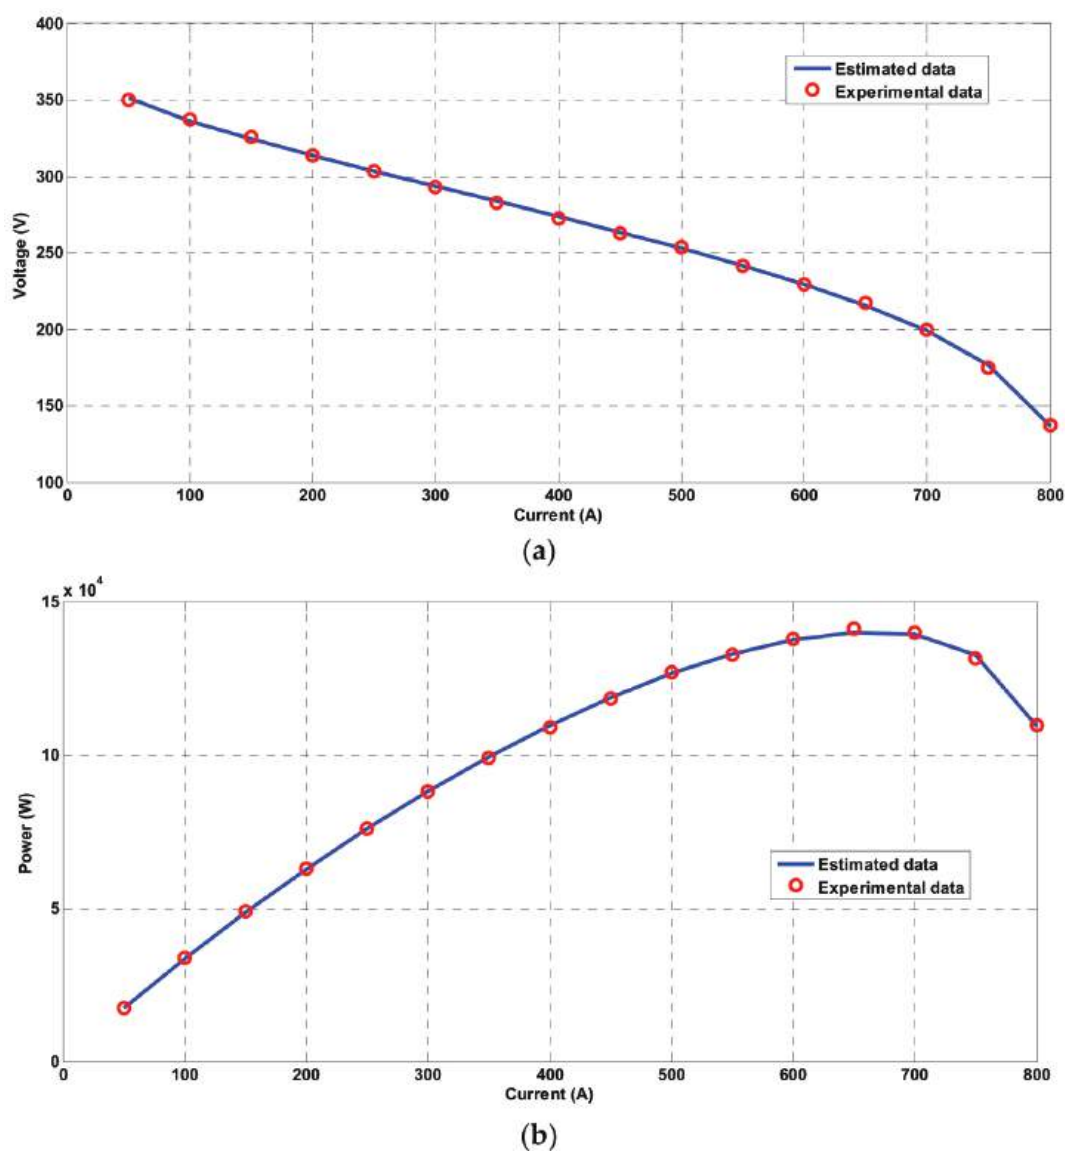 400
350
300
250
200
150
100
Voltage (V)
Estimated data
Experimental data
0 100 200 300 400 500 600 700 800
Current (A)
(a)
x 10^4
15
10
5
0
Power (W)
Estimated data
Experimental data
0 100 200 300 400 500 600 700 800
Current (A)
(b)